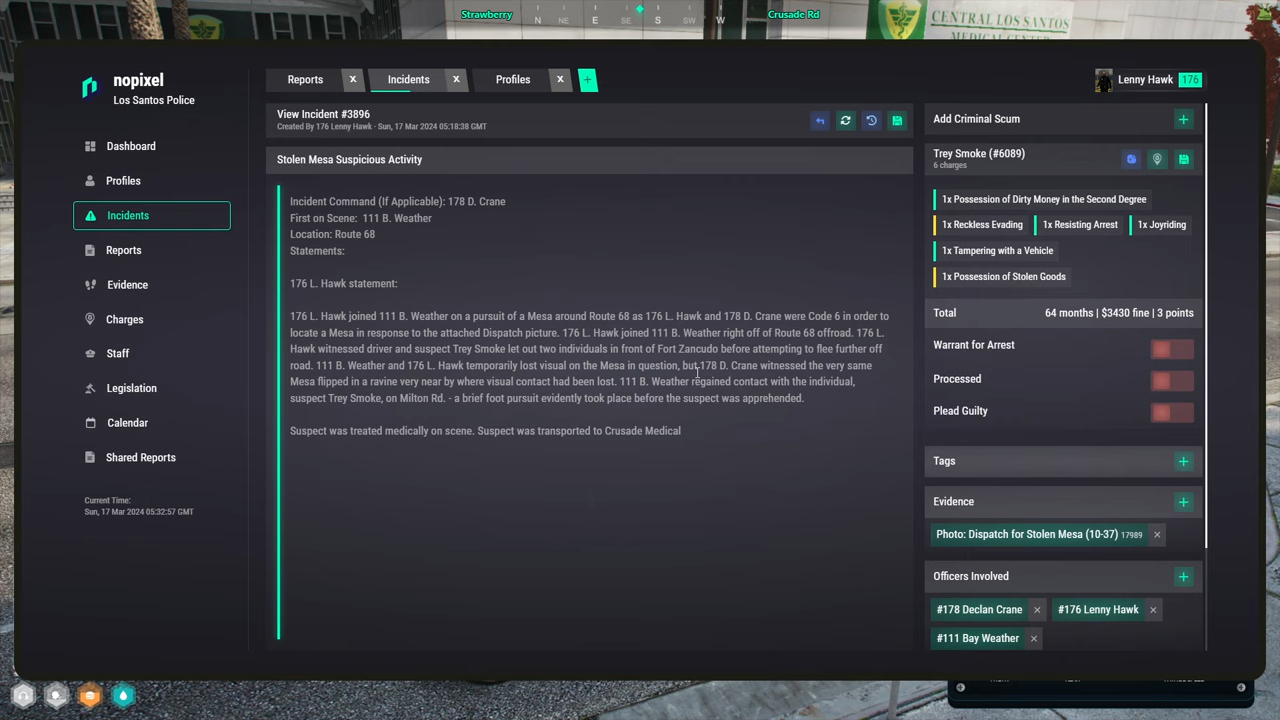 Strawberry
N NE E SE S SW W
Crusade Rd
CENTRAL LOS SANTOS
MEDICAL CENTER
nopixel
Los Santos Police
Reports X
Incidents X
Profiles X
+
Lenny Hawk 176
Dashboard
Profiles
Incidents
Reports
Evidence
Charges
Staff
Legislation
Calendar
Shared Reports
Current Time:
Sun, 17 Mar 2024 05:32:57 GMT
View Incident #3896
Created By 176 Lenny Hawk - Sun, 17 Mar 2024 05:18:38 GMT
Stolen Mesa Suspicious Activity
Incident Command (If Applicable): 178 D. Crane
First on Scene: 111 B. Weather
Location: Route 68
Statements:
176 L. Hawk statement:
176 L. Hawk joined 111 B. Weather on a pursuit of a Mesa around Route 68 as 176 L. Hawk and 178 D. Crane were Code 6 in order to
locate a Mesa in response to the attached Dispatch picture. 176 L. Hawk joined 111 B. Weather right off of Route 68 offroad. 176 L.
Hawk witnessed driver and suspect Trey Smoke let out two individuals in front of Fort Zancudo before attempting to flee further off
road. 111 B. Weather and 176 L. Hawk temporarily lost visual on the Mesa in question, but 178 D. Crane witnessed the very same
Mesa flipped in a ravine very near by where visual contact had been lost. 111 B. Weather regained contact with the individual,
suspect Trey Smoke, on Milton Rd. - a brief foot pursuit evidently took place before the suspect was apprehended.
Suspect was treated medically on scene. Suspect was transported to Crusade Medical
Add Criminal Scum
Trey Smoke (#6089)
6 charges
1x Possession of Dirty Money in the Second Degree
1x Reckless Evading
1x Resisting Arrest
1x Joyriding
1x Tampering with a Vehicle
1x Possession of Stolen Goods
Total 64 months | $3430 fine | 3 points
Warrant for Arrest
Processed
Plead Guilty
Tags
Evidence
Photo: Dispatch for Stolen Mesa (10-37) 17989
Officers Involved
#178 Declan Crane
#176 Lenny Hawk
#111 Bay Weather